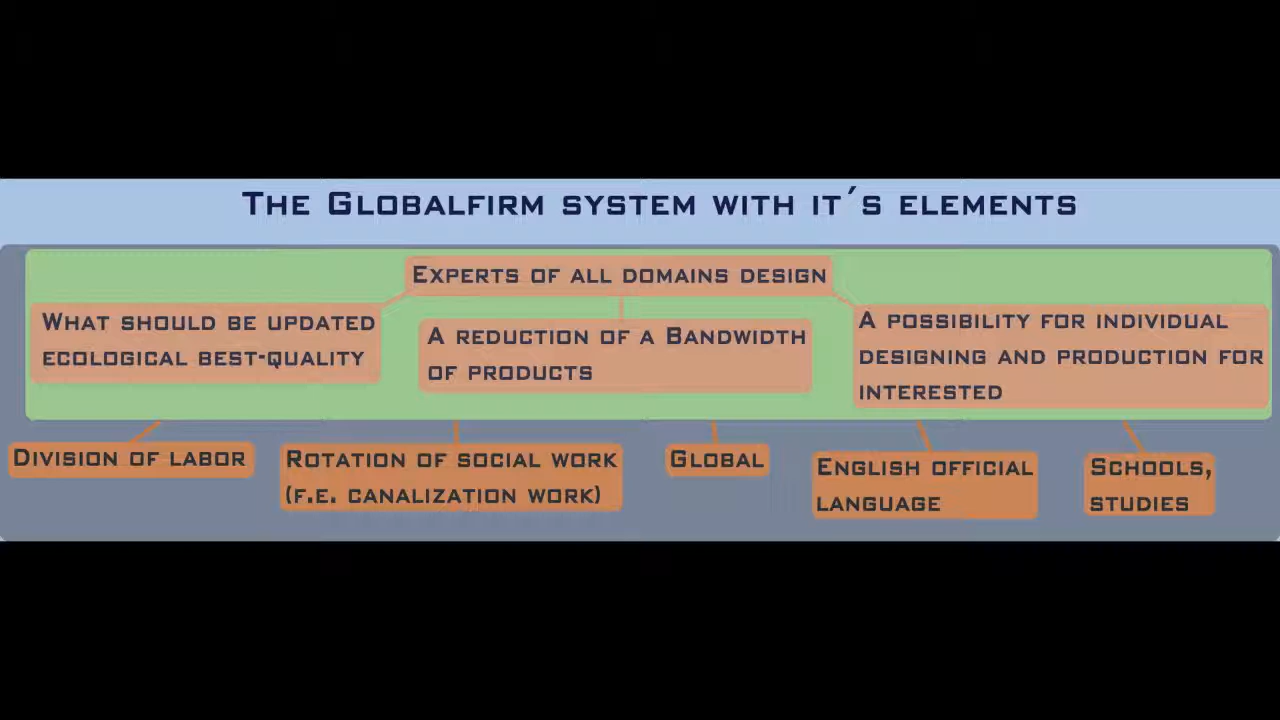 The Globalfirm system with it´s elements
Experts of all domains design
What should be updated
ecological best-quality
A reduction of a Bandwidth
of products
A possibility for individual
designing and production for
interested
Division of labor
Rotation of social work
(f.e. canalization work)
Global
English official
language
Schools,
studies